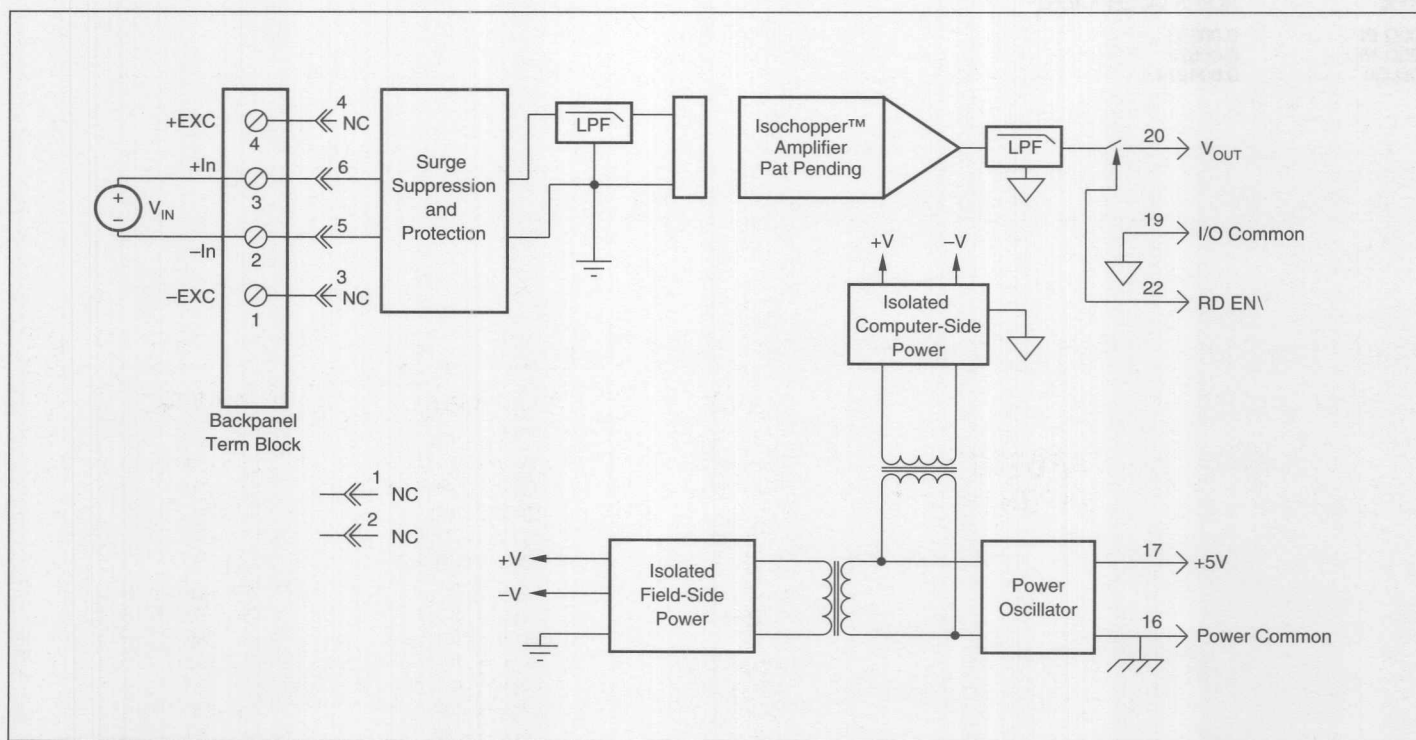 +EXC
4
4
NC
+In
3
6
V_IN
+
−
−In
2
5
−EXC
1
3
NC
Backpanel
Term Block
Surge
Suppression
and
Protection
LPF
Isochopper™
Amplifier
Pat Pending
LPF
20
V_OUT
19
I/O Common
22
RD EN\
+V
−V
Isolated
Computer-Side
Power
1
NC
2
NC
+V
−V
Isolated
Field-Side
Power
Power
Oscillator
17
+5V
16
Power Common